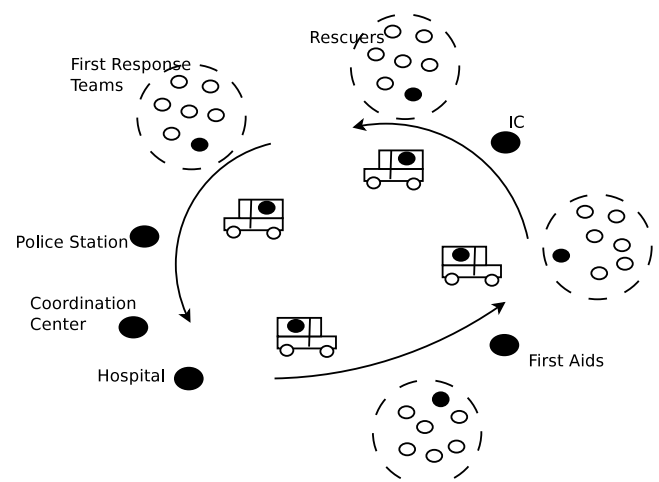 Rescuers
First Response
Teams
IC
Police Station
Coordination
Center
Hospital
First Aids